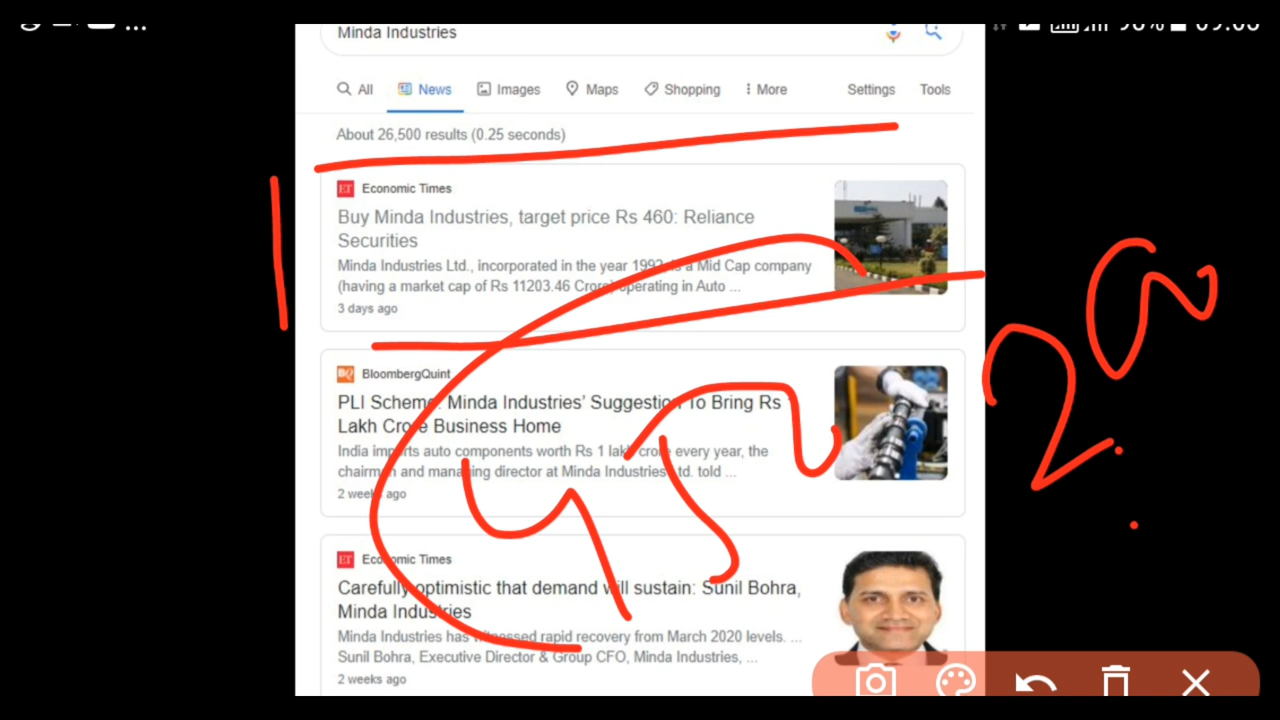 Minda Industries
All News Images Maps Shopping More Settings Tools
About 26,500 results (0.25 seconds)
ET Economic Times
Buy Minda Industries, target price Rs 460: Reliance
Securities
Minda Industries Ltd., incorporated in the year 1992, is a Mid Cap company
(having a market cap of Rs 11203.46 Crore) operating in Auto ...
3 days ago
BQ BloombergQuint
PLI Scheme: Minda Industries' Suggestion To Bring Rs
Lakh Crore Business Home
India imports auto components worth Rs 1 lakh crore every year, the
chairman and managing director at Minda Industries Ltd. told ...
2 weeks ago
ET Economic Times
Carefully optimistic that demand will sustain: Sunil Bohra,
Minda Industries
Minda Industries has witnessed rapid recovery from March 2020 levels. ...
Sunil Bohra, Executive Director & Group CFO, Minda Industries, ...
2 weeks ago